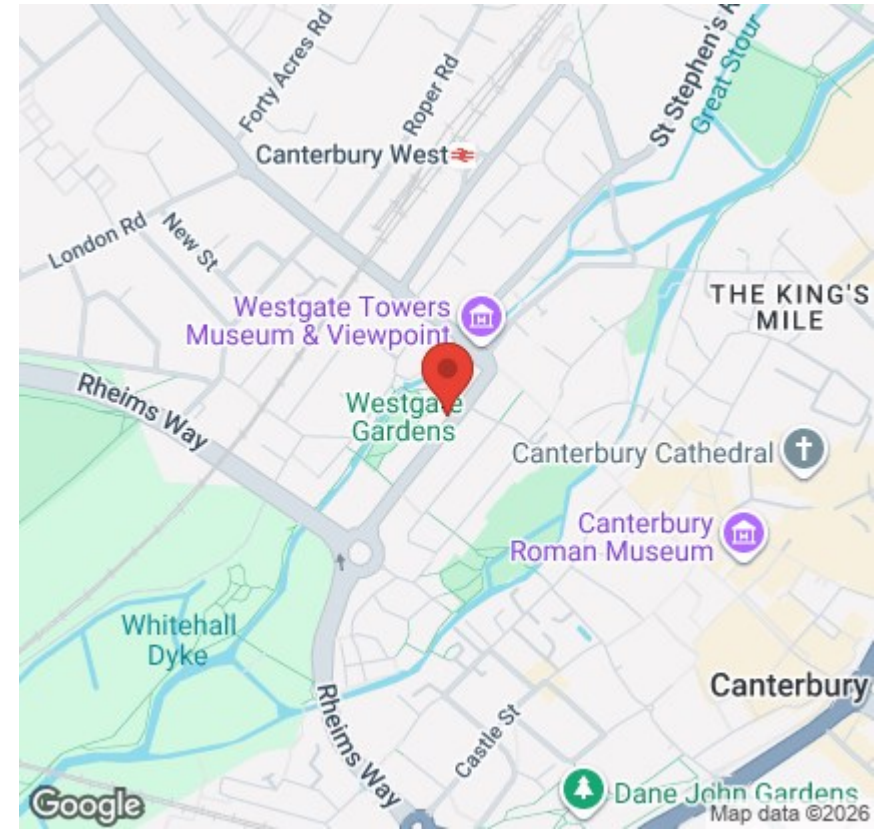 Forty Acres Rd
Roper Rd
St Stephen's R
Great Stour
Canterbury West
London Rd
New St
THE KING'S
MILE
Westgate Towers
Museum & Viewpoint
Rheims Way
Westgate
Gardens
Canterbury Cathedral
Canterbury
Roman Museum
Whitehall
Dyke
Canterbury
Rheims Way
Castle St
Dane John Gardens
Google
Map data ©2026